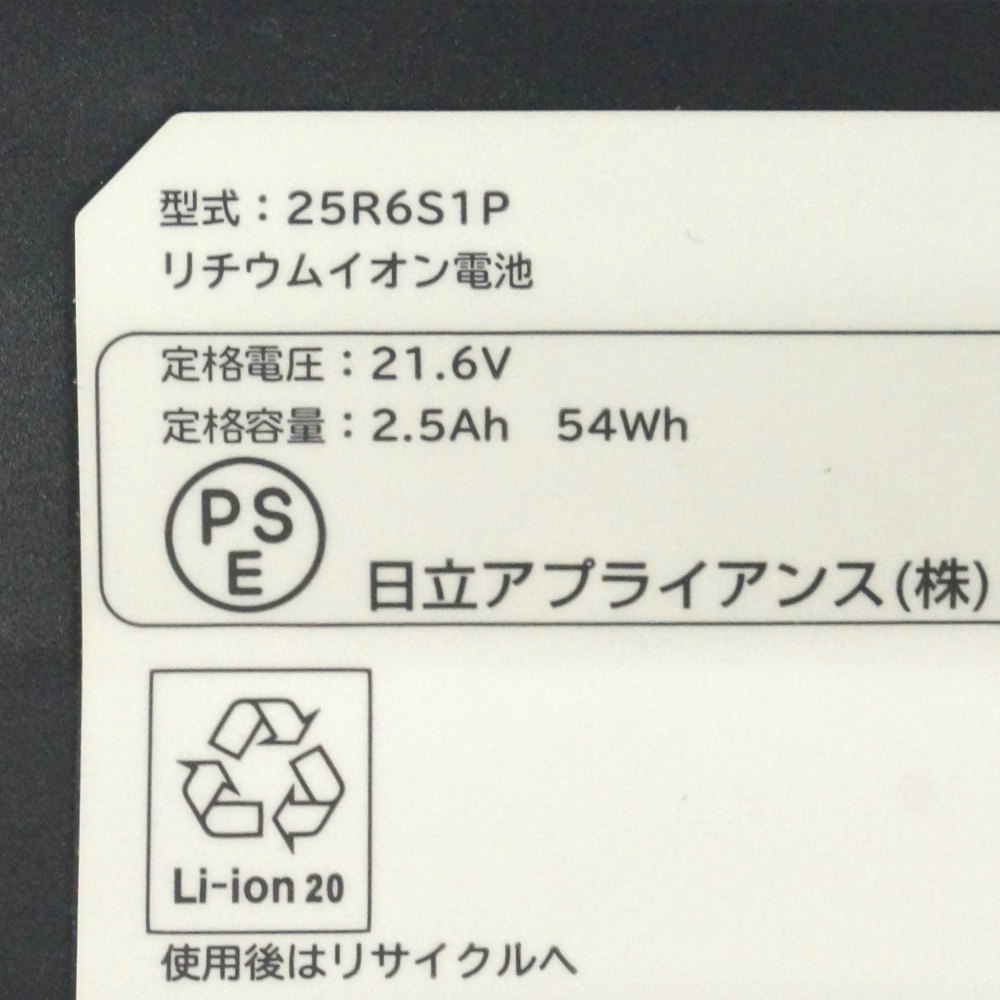 型式：25R6S1P
リチウムイオン電池
定格電圧：21.6V
定格容量：2.5Ah 54Wh
PS
E
日立アプライアンス(株)
Li-ion 20
使用後はリサイクルへ